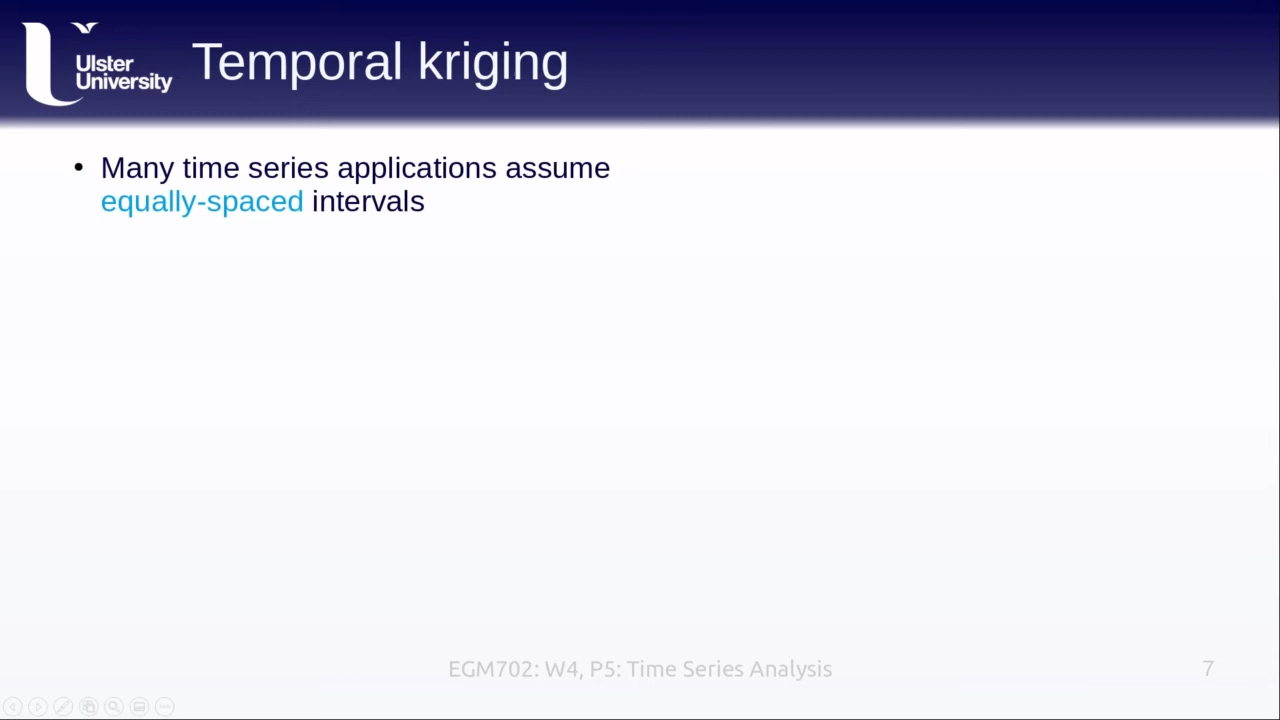 Ulster
University
Temporal kriging
• Many time series applications assume
equally-spaced intervals
EGM702: W4, P5: Time Series Analysis
7